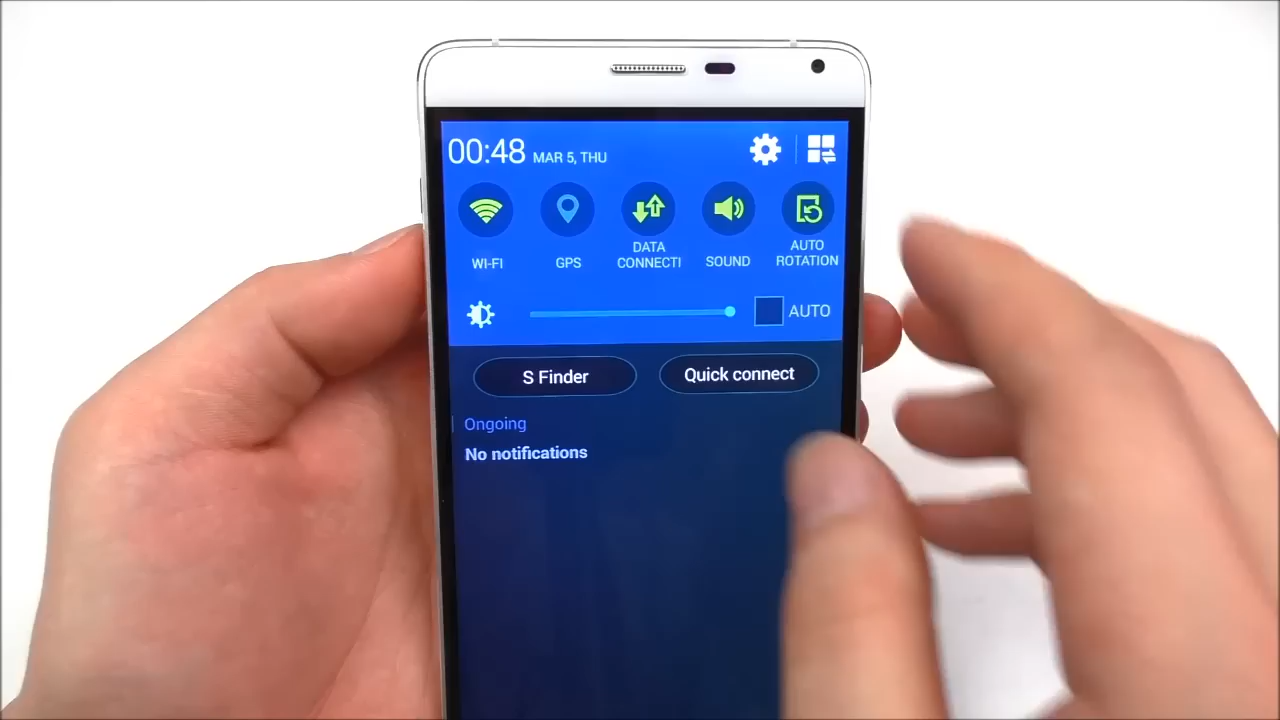 00:48 MAR 5, THU
WI-FI
GPS
DATA
CONNECTI
SOUND
AUTO
ROTATION
AUTO
S Finder
Quick connect
Ongoing
No notifications